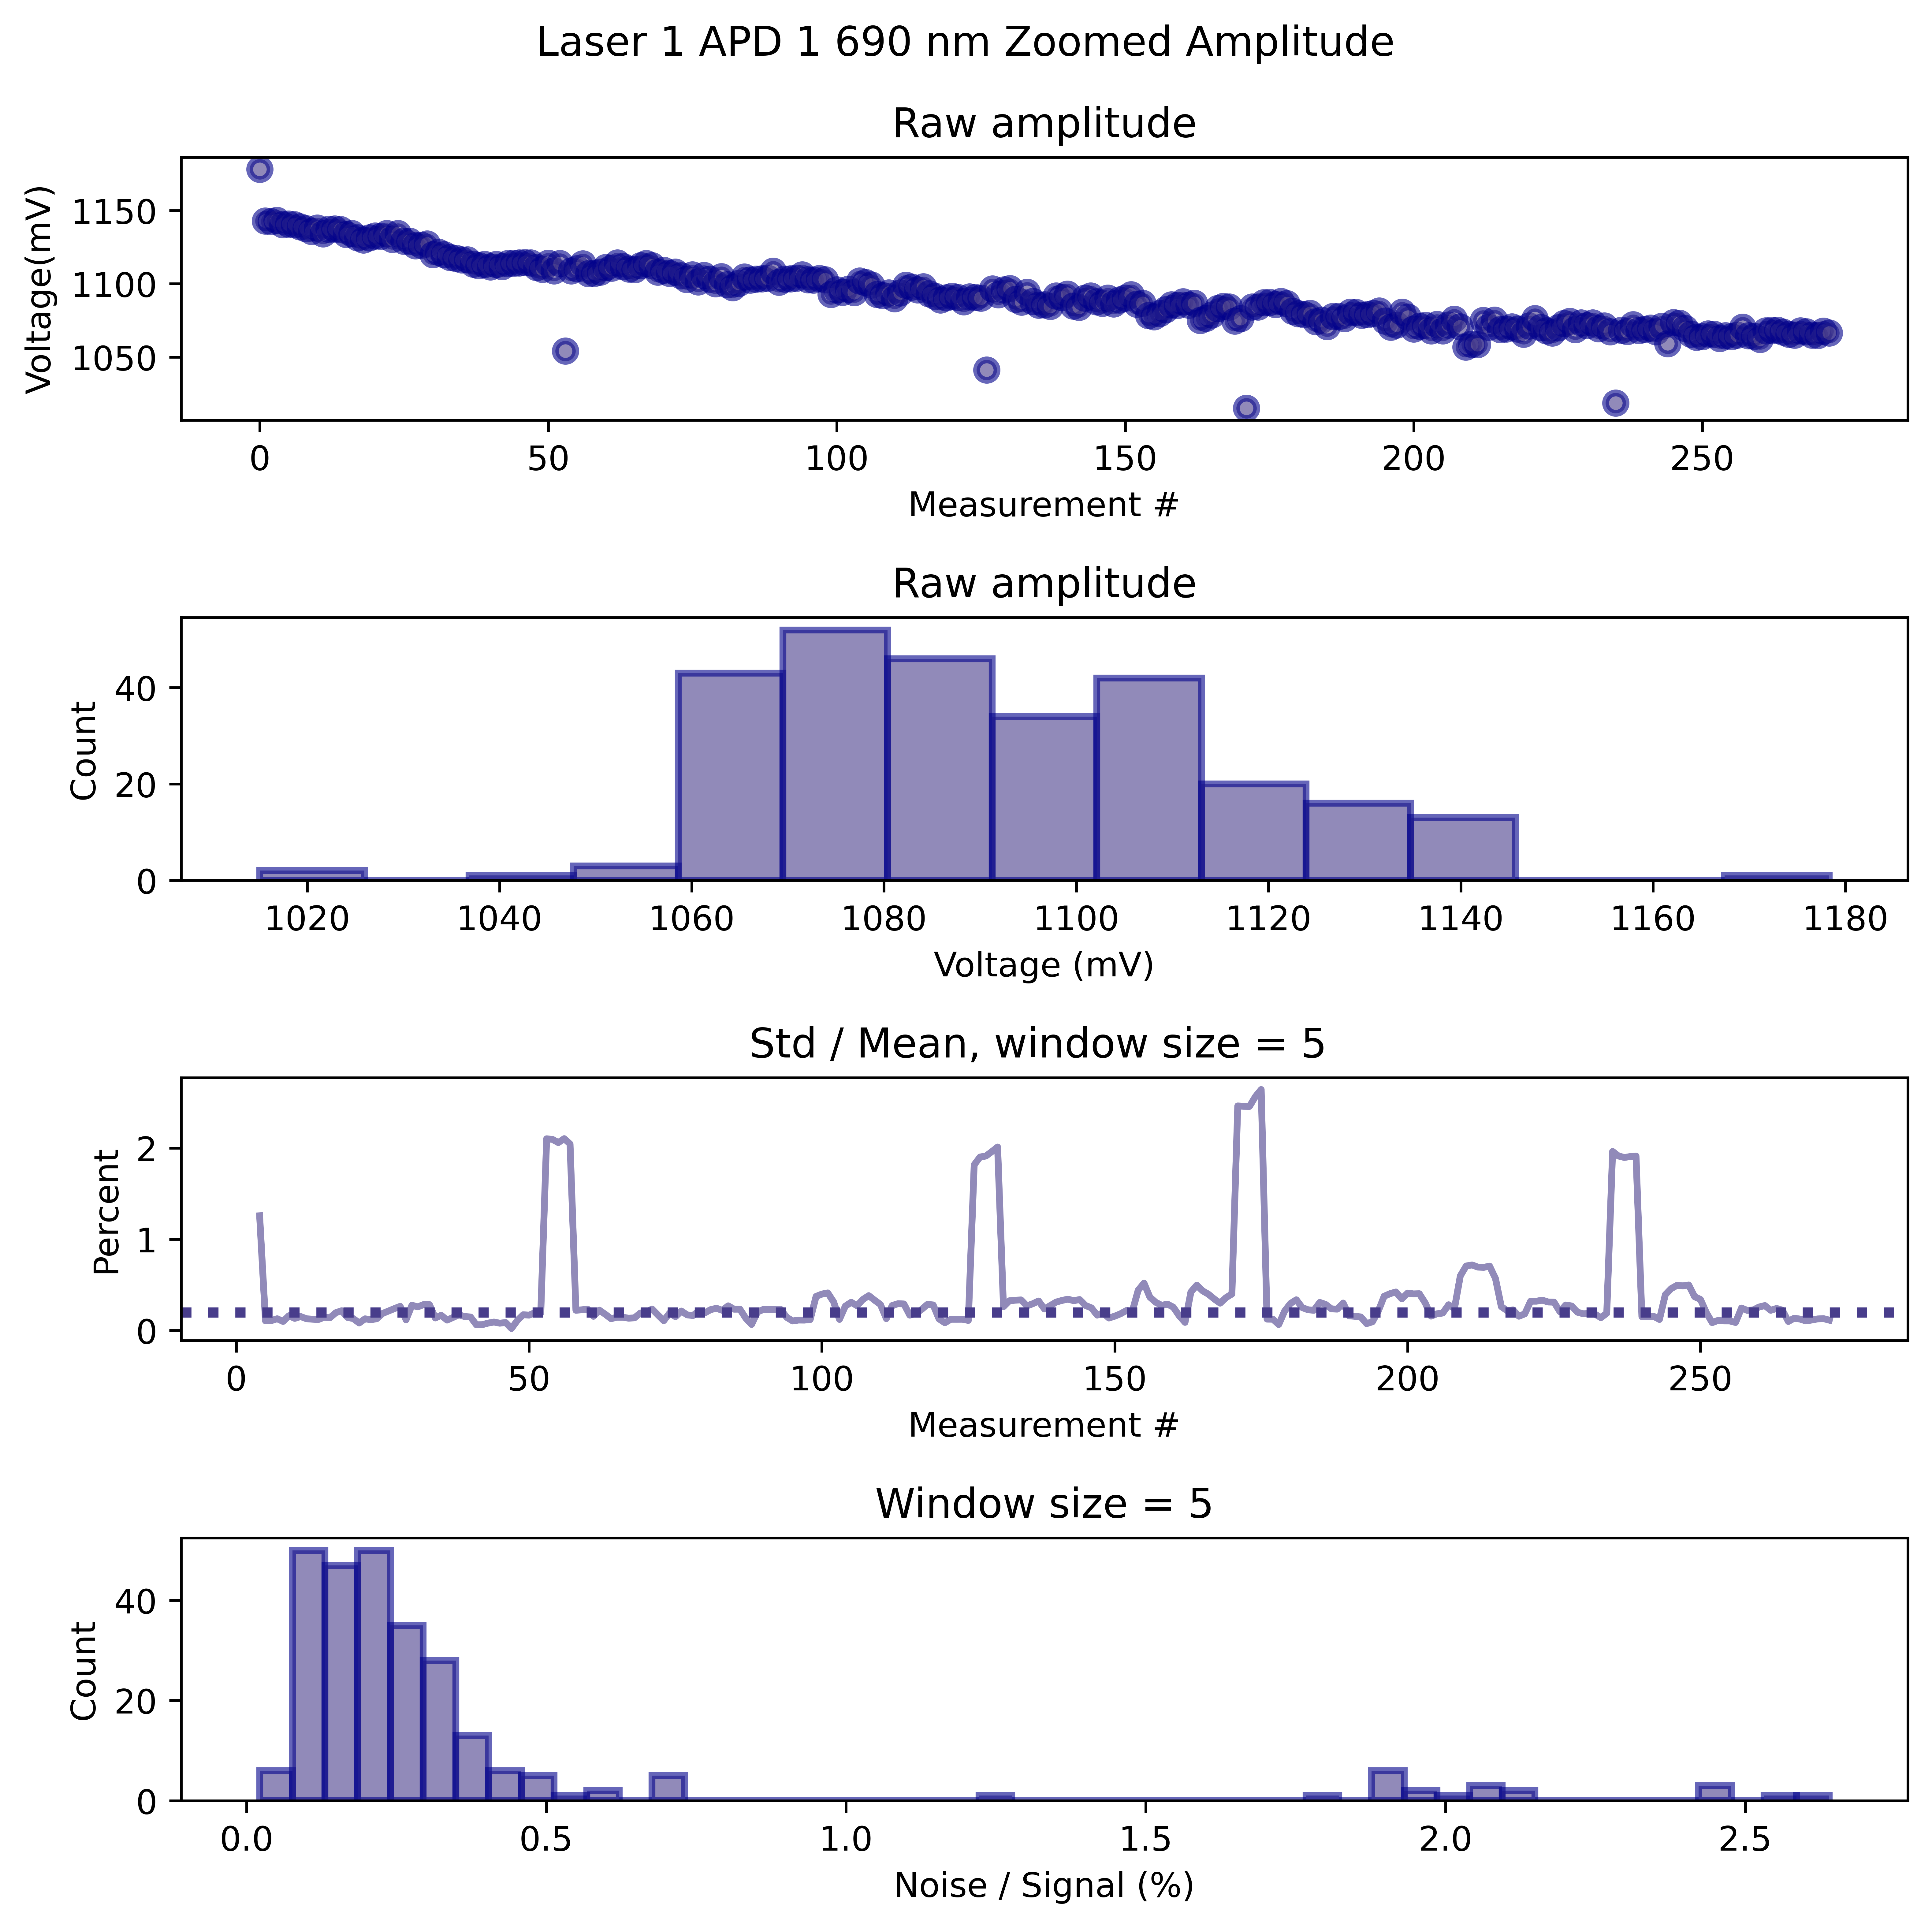 Laser 1 APD 1 690 nm Zoomed Amplitude
Raw amplitude
Voltage(mV)
1150
1100
1050
0 50 100 150 200 250
Measurement #
Raw amplitude
Count
40
20
0
1020 1040 1060 1080 1100 1120 1140 1160 1180
Voltage (mV)
Std / Mean, window size = 5
Percent
2
1
0
0 50 100 150 200 250
Measurement #
Window size = 5
Count
40
20
0
0.0 0.5 1.0 1.5 2.0 2.5
Noise / Signal (%)